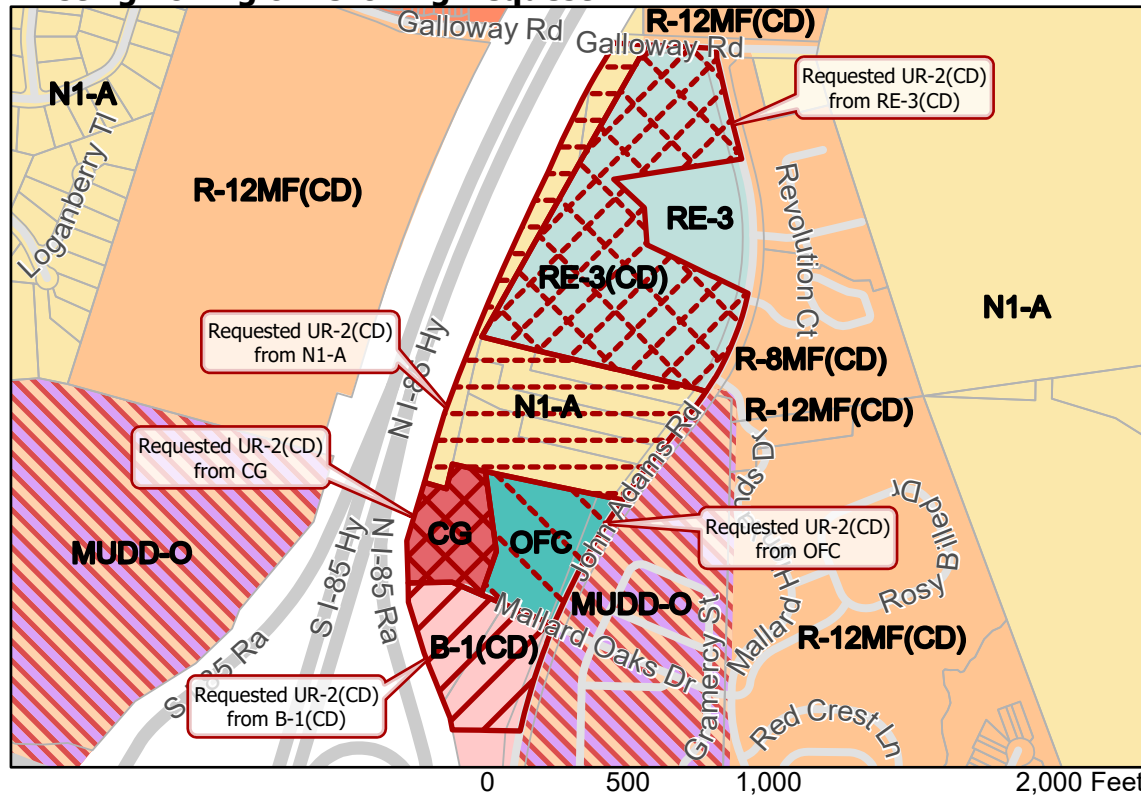 R-12MF(CD)
Galloway Rd
Galloway Rd
Requested UR-2(CD)
from RE-3(CD)
N1-A
Loganberry Tl
R-12MF(CD)
Revolution Ct
RE-3
RE-3(CD)
N1-A
Requested UR-2(CD)
from N1-A
N I-85 Hy
R-8MF(CD)
N1-A
R-12MF(CD)
John Adams Rd
Requested UR-2(CD)
from CG
CG
OFC
Requested UR-2(CD)
from OFC
MUDD-O
S I-85 Hy
N I-85 Ra
Rosy Billed Dr
MUDD-O
Mallard Oaks Dr
Gramercy St
Mallard
R-12MF(CD)
B-1(CD)
Requested UR-2(CD)
from B-1(CD)
Red Crest Ln
0 500 1,000 2,000 Feet